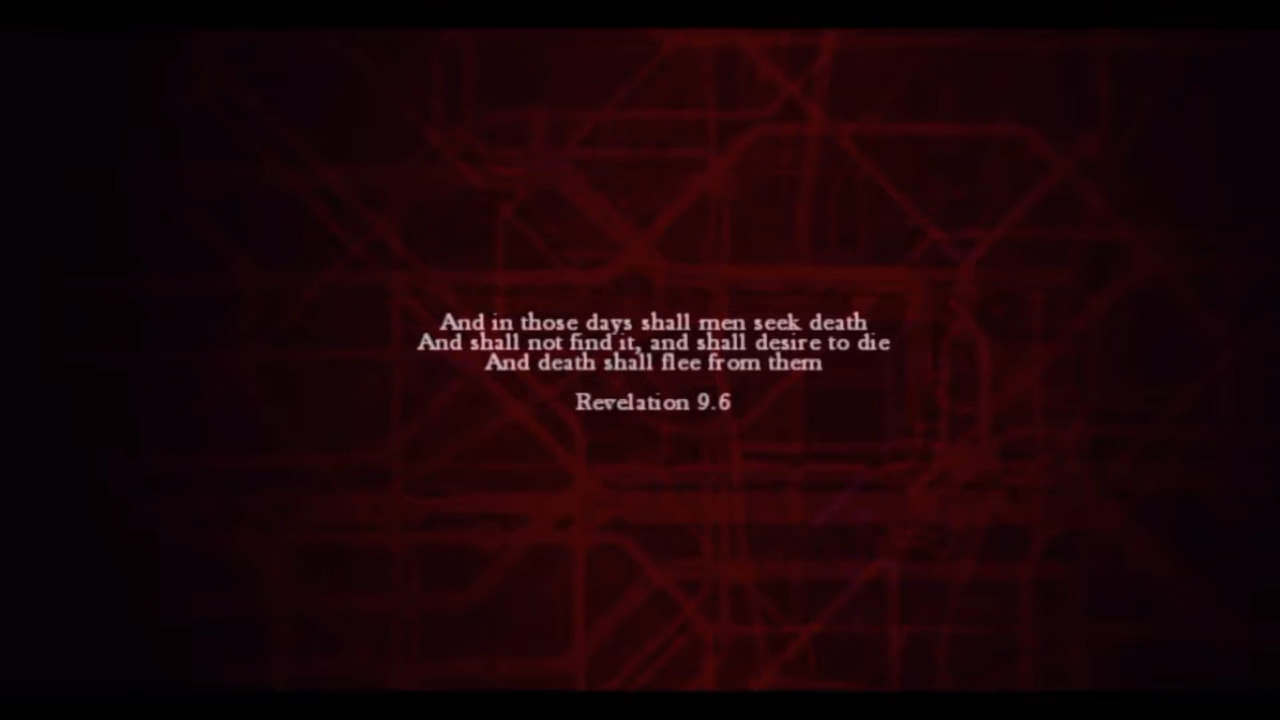 And in those days shall men seek death
And shall not find it, and shall desire to die
And death shall flee from them
Revelation 9.6